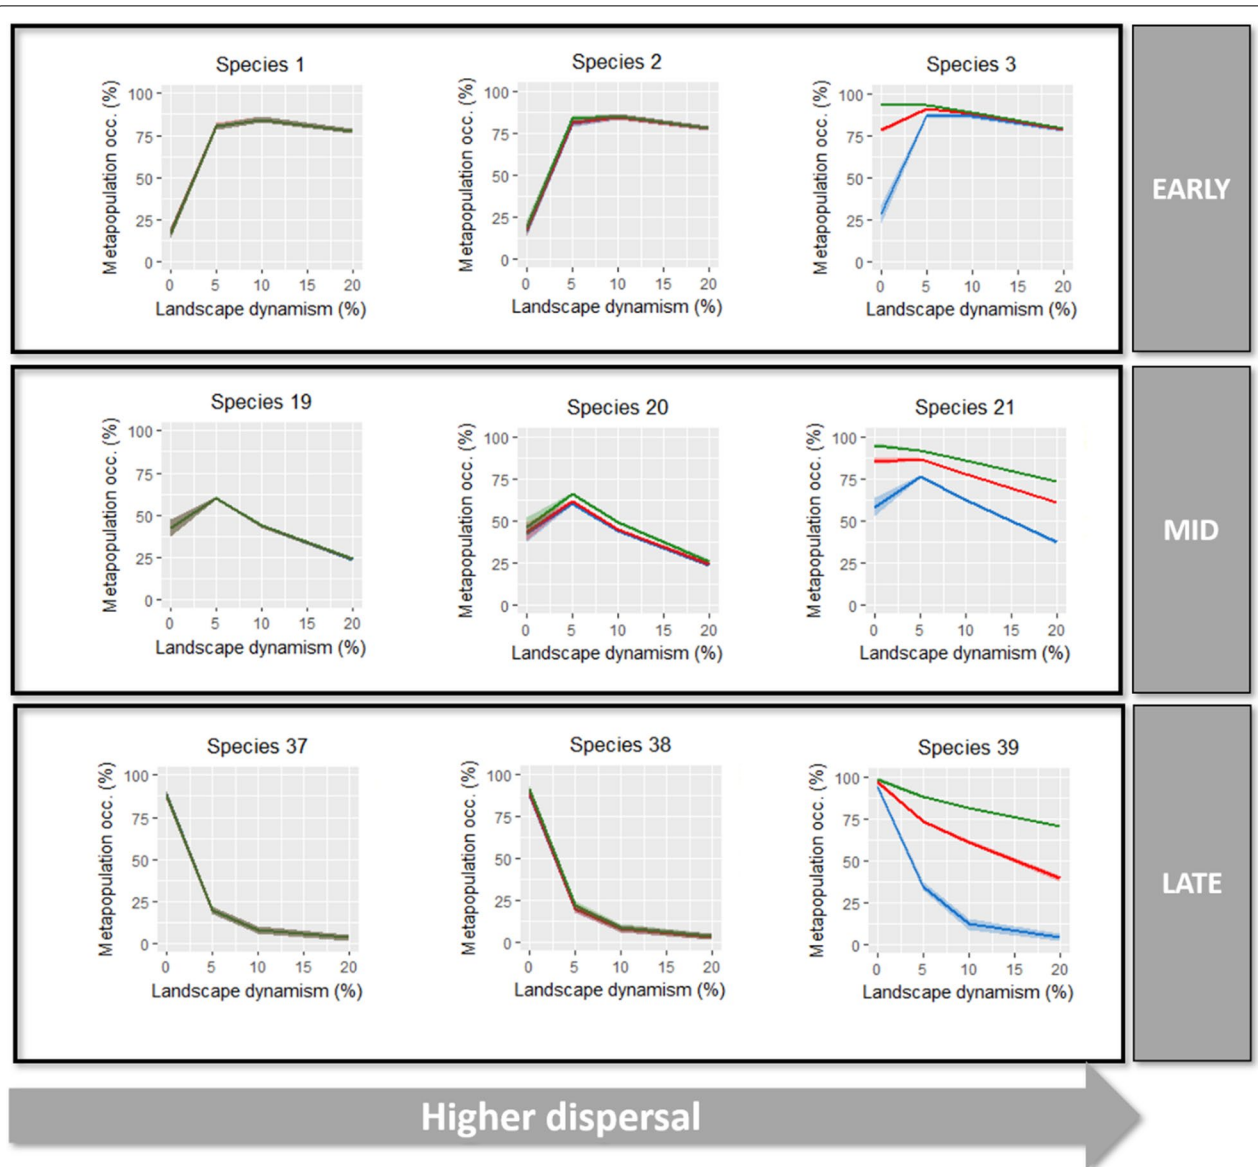 Species 1
Metapopulation occ. (%)
100
75
50
25
0
0 5 10 15 20
Landscape dynamism (%)
Species 2
Metapopulation occ. (%)
100
75
50
25
0
0 5 10 15 20
Landscape dynamism (%)
Species 3
Metapopulation occ. (%)
100
75
50
25
0
0 5 10 15 20
Landscape dynamism (%)
EARLY
Species 19
Metapopulation occ. (%)
100
75
50
25
0
0 5 10 15 20
Landscape dynamism (%)
Species 20
Metapopulation occ. (%)
100
75
50
25
0
0 5 10 15 20
Landscape dynamism (%)
Species 21
Metapopulation occ. (%)
100
75
50
25
0
0 5 10 15 20
Landscape dynamism (%)
MID
Species 37
Metapopulation occ. (%)
100
75
50
25
0
0 5 10 15 20
Landscape dynamism (%)
Species 38
Metapopulation occ. (%)
100
75
50
25
0
0 5 10 15 20
Landscape dynamism (%)
Species 39
Metapopulation occ. (%)
100
75
50
25
0
0 5 10 15 20
Landscape dynamism (%)
LATE
Higher dispersal